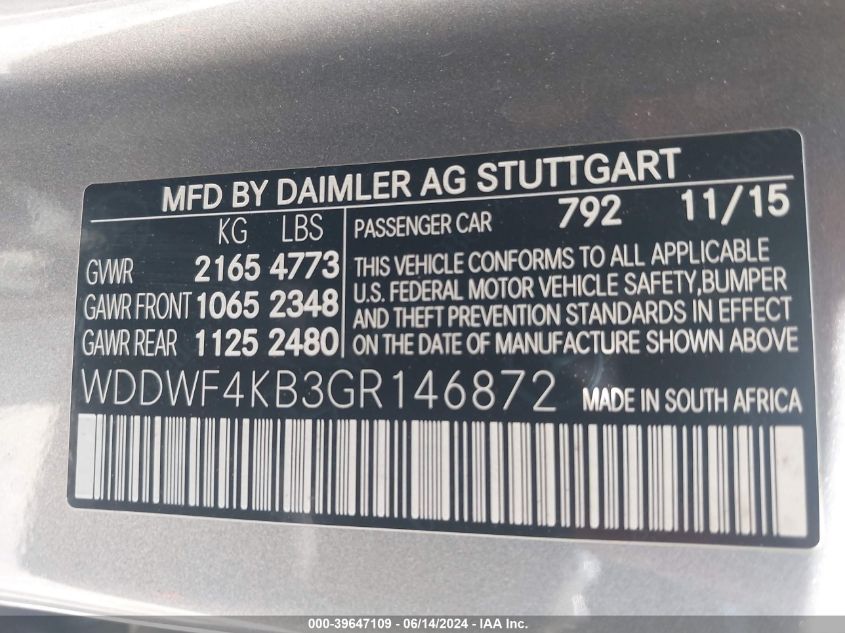 MFD BY DAIMLER AG STUTTGART
KG LBS
PASSENGER CAR 792 11/15
GVWR 2165 4773
GAWR FRONT 1065 2348
GAWR REAR 1125 2480
THIS VEHICLE CONFORMS TO ALL APPLICABLE
U.S. FEDERAL MOTOR VEHICLE SAFETY,BUMPER
AND THEFT PREVENTION STANDARDS IN EFFECT
ON THE DATE OF MANUFACTURE SHOWN ABOVE
WDDWF4KB3GR146872 MADE IN SOUTH AFRICA
000-39647109 - 06/14/2024 - IAA Inc.